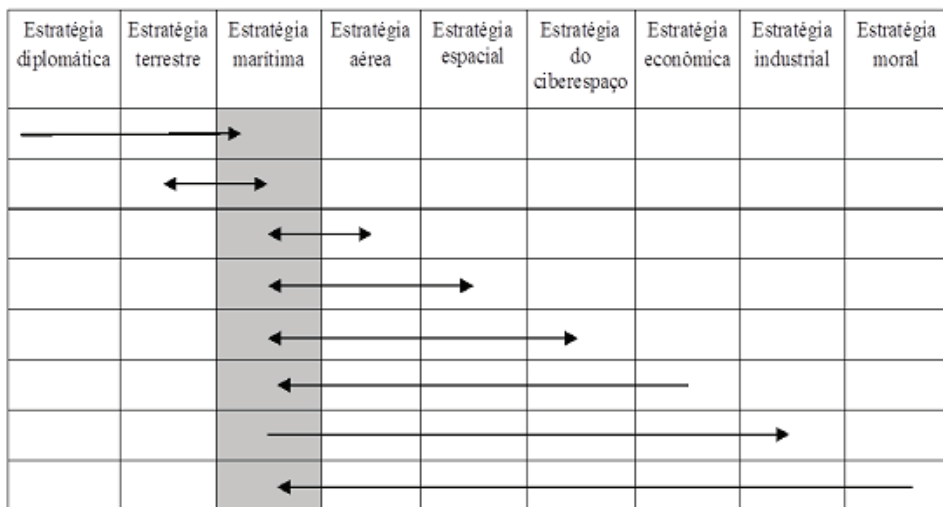 Estratégia diplomática
Estratégia terrestre
Estratégia marítima
Estratégia aérea
Estratégia espacial
Estratégia do ciberespaço
Estratégia econômica
Estratégia industrial
Estratégia moral